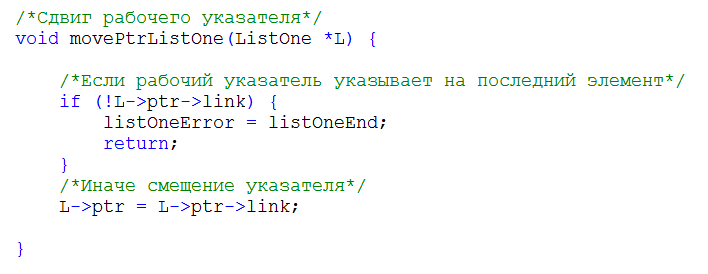 /*Сдвиг рабочего указателя*/
void movePtrListOne(ListOne *L) {
/*Если рабочий указатель указывает на последний элемент*/
if (!L->ptr->link) {
listOneError = listOneEnd;
return;
}
/*Иначе смещение указателя*/
L->ptr = L->ptr->link;
}